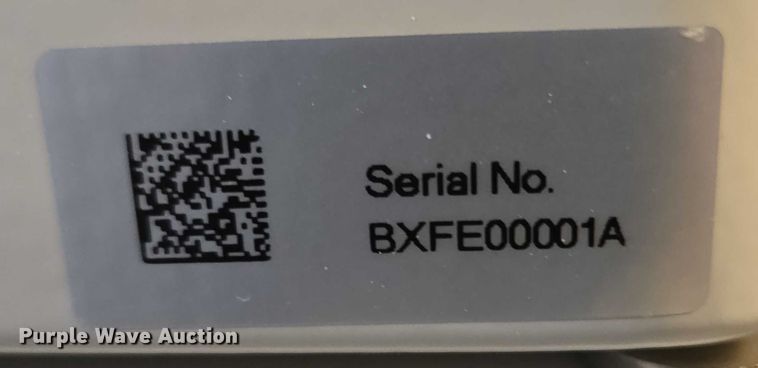 Serial No.
BXFE00001A
Purple Wave Auction